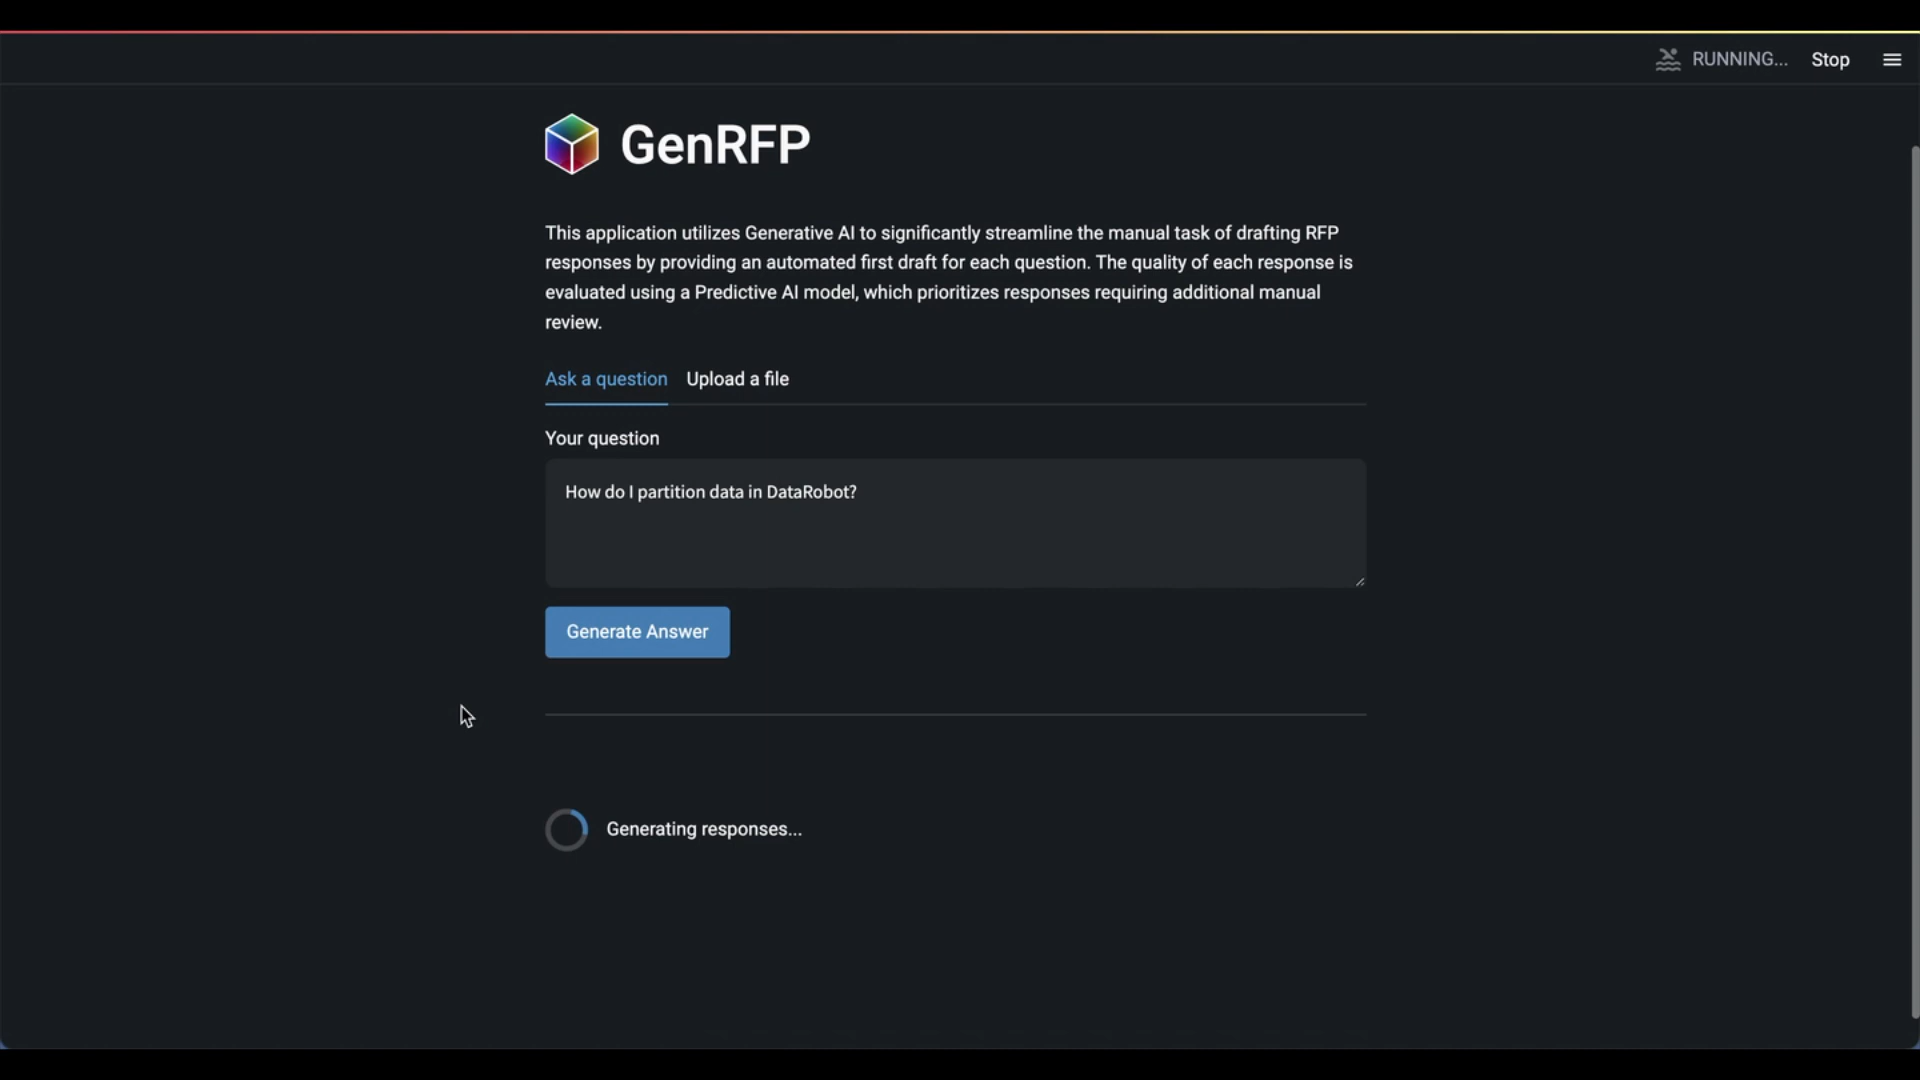 RUNNING...
Stop
GenRFP
This application utilizes Generative AI to significantly streamline the manual task of drafting RFP
responses by providing an automated first draft for each question. The quality of each response is
evaluated using a Predictive AI model, which prioritizes responses requiring additional manual
review.
Ask a question
Upload a file
Your question
How do I partition data in DataRobot?
Generate Answer
Generating responses...